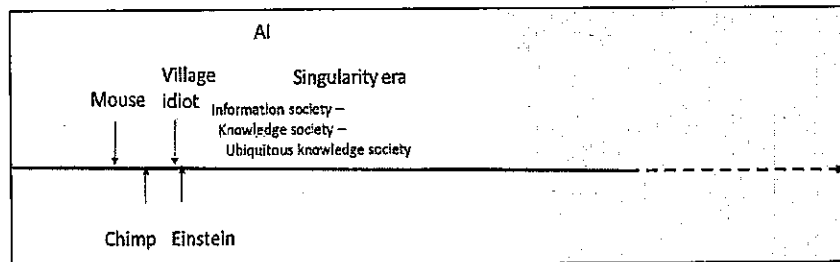 AI
Village
idiot
Singularity era
Mouse
Information society –
Knowledge society –
Ubiquitous knowledge society
Chimp
Einstein